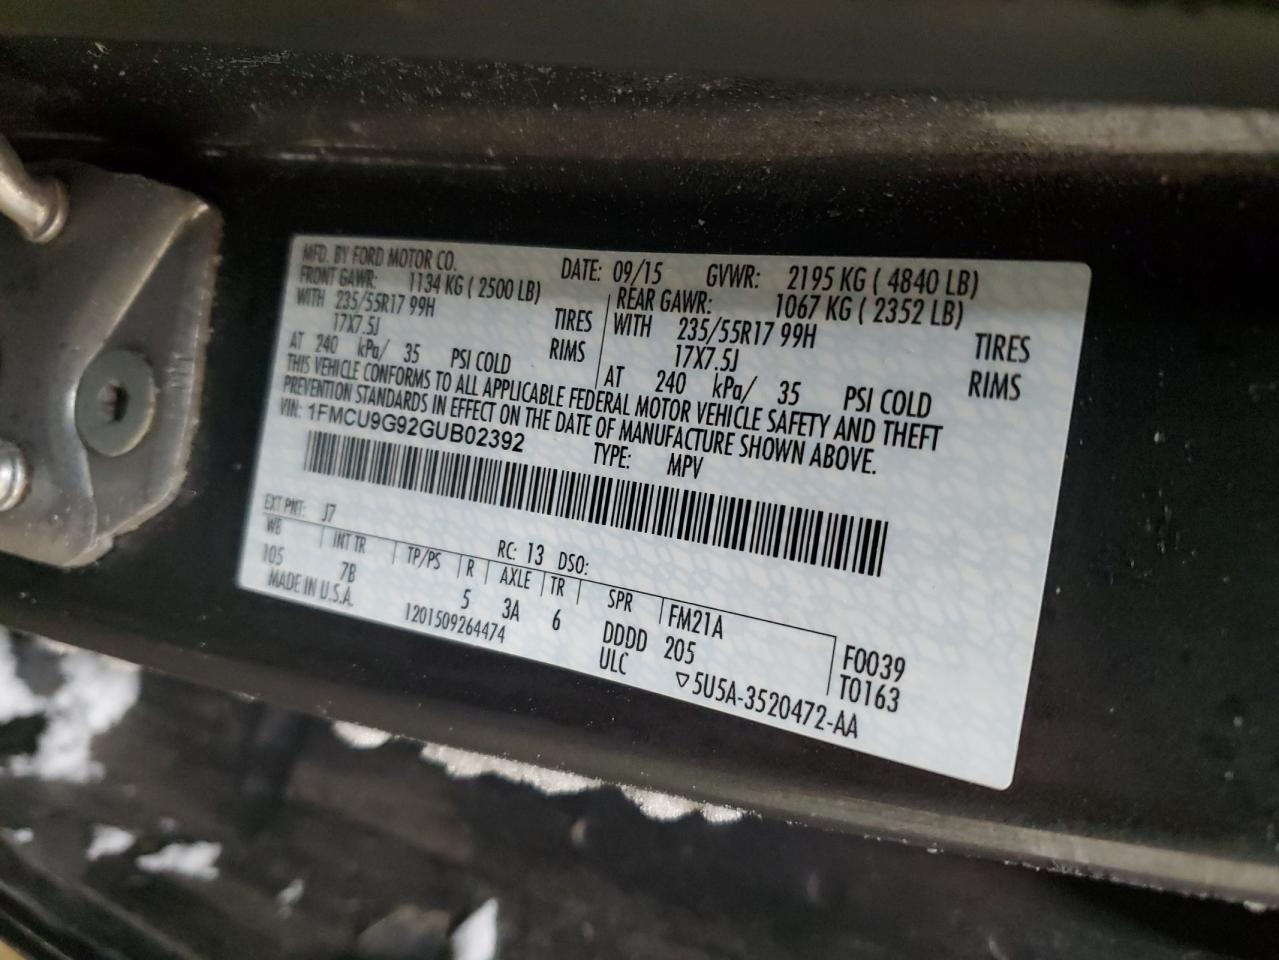 MFD. BY FORD MOTOR CO. DATE: 09/15 GVWR: 2195 KG ( 4840 LB)
FRONT GAWR: 1134 KG ( 2500 LB) REAR GAWR: 1067 KG ( 2352 LB)
WITH 235/55R17 99H TIRES WITH 235/55R17 99H TIRES
17X7.5J RIMS 17X7.5J RIMS
AT 240 kPa/ 35 PSI COLD AT 240 kPa/ 35 PSI COLD
THIS VEHICLE CONFORMS TO ALL APPLICABLE FEDERAL MOTOR VEHICLE SAFETY AND THEFT
PREVENTION STANDARDS IN EFFECT ON THE DATE OF MANUFACTURE SHOWN ABOVE.
VIN: 1FMCU9G92GUB02392 TYPE: MPV
EXT PNT: J7 RC: 13 DSO:
WB INT TR TP/PS R AXLE TR SPR FM21A F0039
105 7B 5 3A 6 DDDD 205 T0163
MADE IN U.S.A. 1201509264474 ULC ▽5U5A-3520472-AA